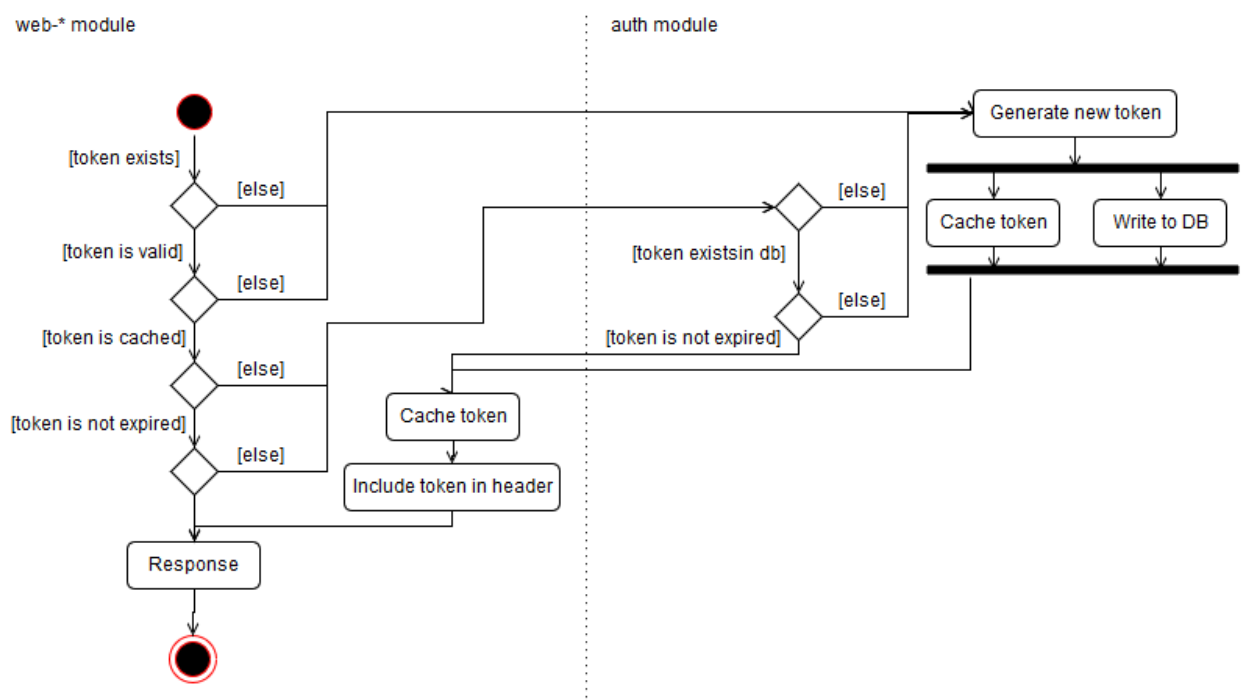 web-* module
auth module
Generate new token
[token exists]
[else]
[else]
[token is valid]
Cache token
Write to DB
[token existsin db]
[else]
[else]
[token is cached]
[token is not expired]
[else]
Cache token
[token is not expired]
[else]
Include token in header
Response